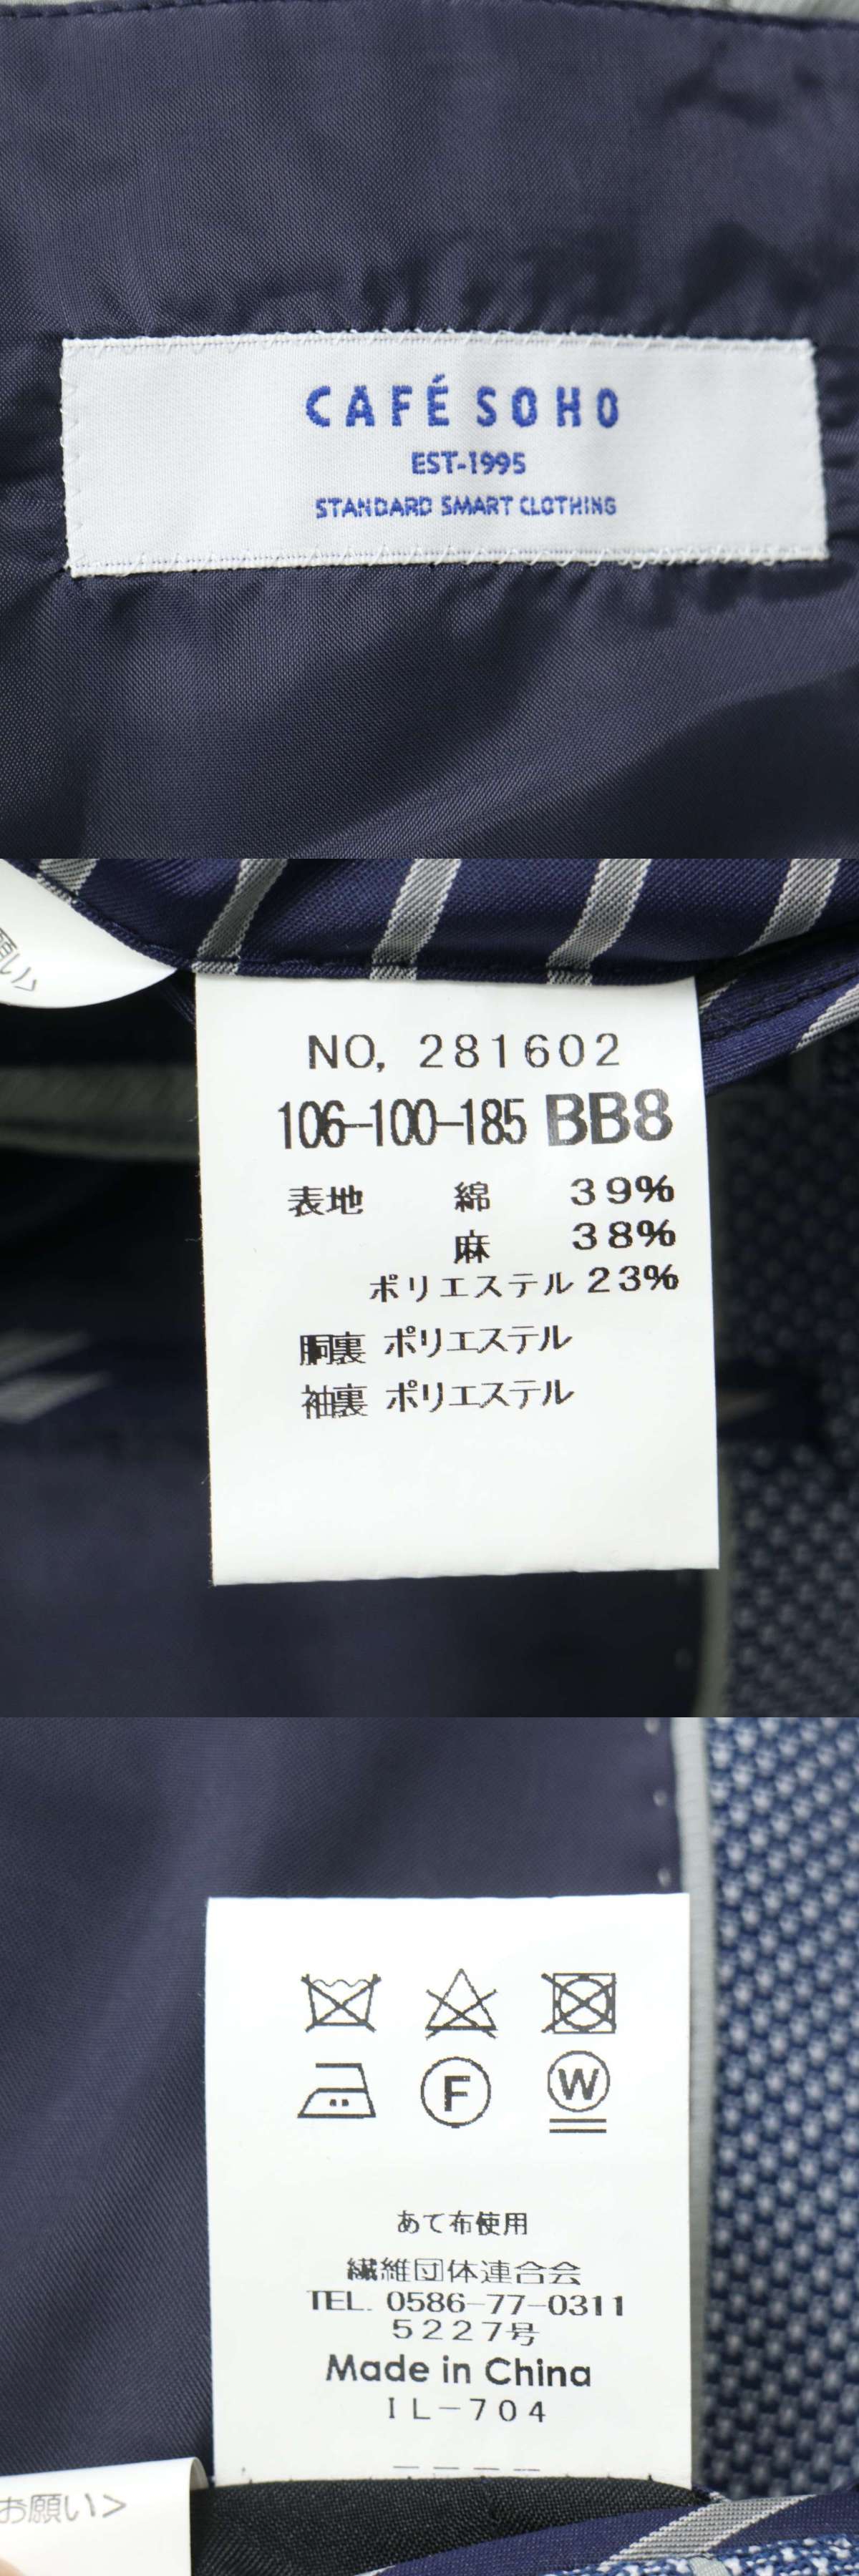 CAFÉ SOHO
EST-1995
STANDARD SMART CLOTHING
願い>
NO, 281602
106-100-185 BB8
表地 綿 39%
麻 38%
ポリエステル 23%
胴裏 ポリエステル
袖裏 ポリエステル
F W
あて布使用
繊維団体連合会
TEL. 0586-77-0311
5227号
Made in China
IL-704
----
お願い>